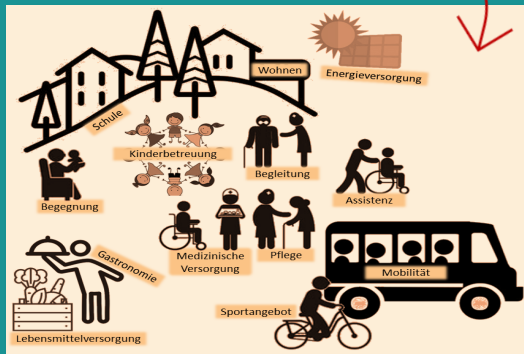 Wohnen
Energieversorgung
Schule
Kinderbetreuung
Begleitung
Begegnung
Assistenz
Gastronomie
Medizinische
Versorgung
Pflege
Mobilität
Sportangebot
Lebensmittelversorgung